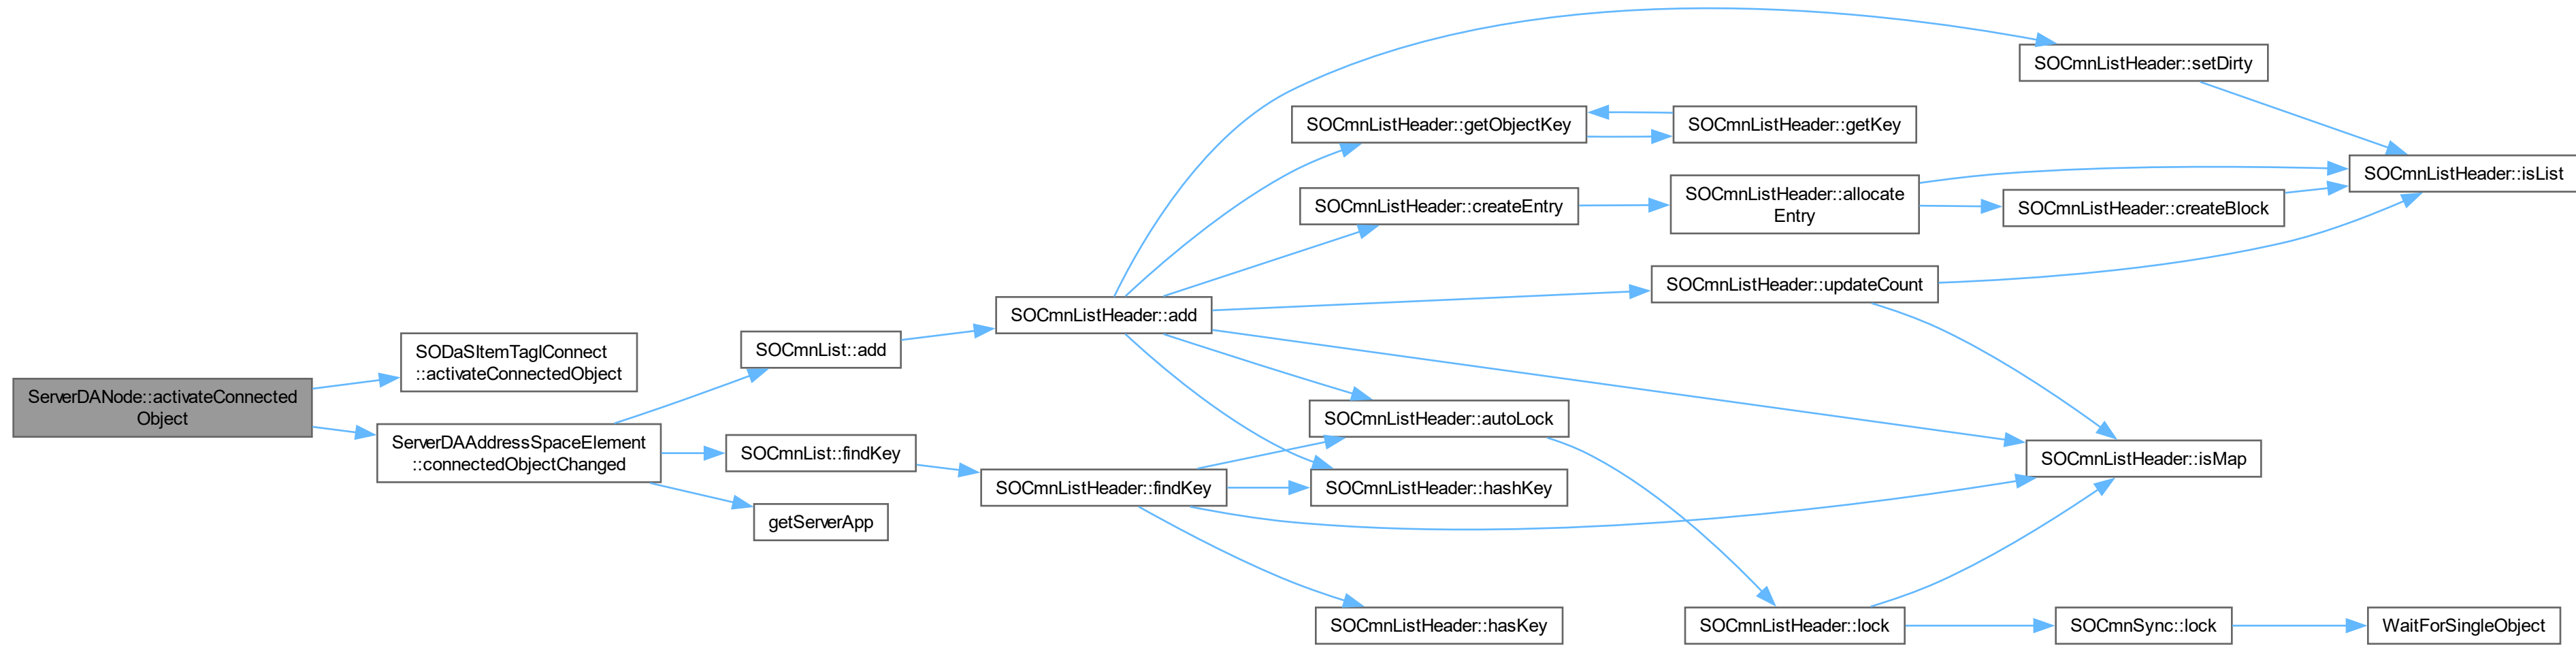 ServerDANode::activateConnected
Object
SODaSItemTagIConnect
::activateConnectedObject
ServerDAAddressSpaceElement
::connectedObjectChanged
SOCmnList::add
SOCmnList::findKey
getServerApp
SOCmnListHeader::add
SOCmnListHeader::findKey
SOCmnListHeader::getObjectKey
SOCmnListHeader::createEntry
SOCmnListHeader::autoLock
SOCmnListHeader::hashKey
SOCmnListHeader::hasKey
SOCmnListHeader::getKey
SOCmnListHeader::allocate
Entry
SOCmnListHeader::updateCount
SOCmnListHeader::lock
SOCmnListHeader::setDirty
SOCmnListHeader::createBlock
SOCmnListHeader::isMap
SOCmnSync::lock
SOCmnListHeader::isList
WaitForSingleObject